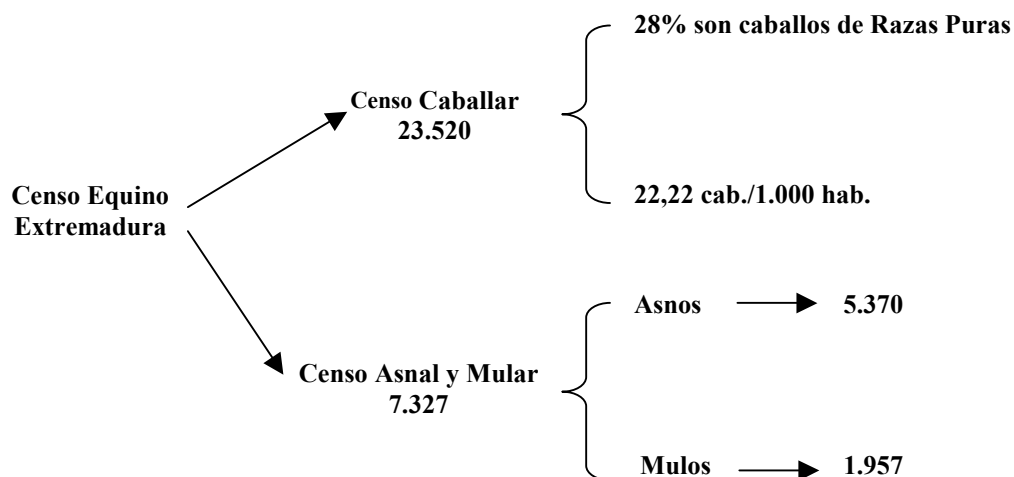 28% son caballos de Razas Puras
Censo Caballar
23.520
22,22 cab./1.000 hab.
Censo Equino
Extremadura
Asnos
5.370
Censo Asnal y Mular
7.327
Mulos
1.957